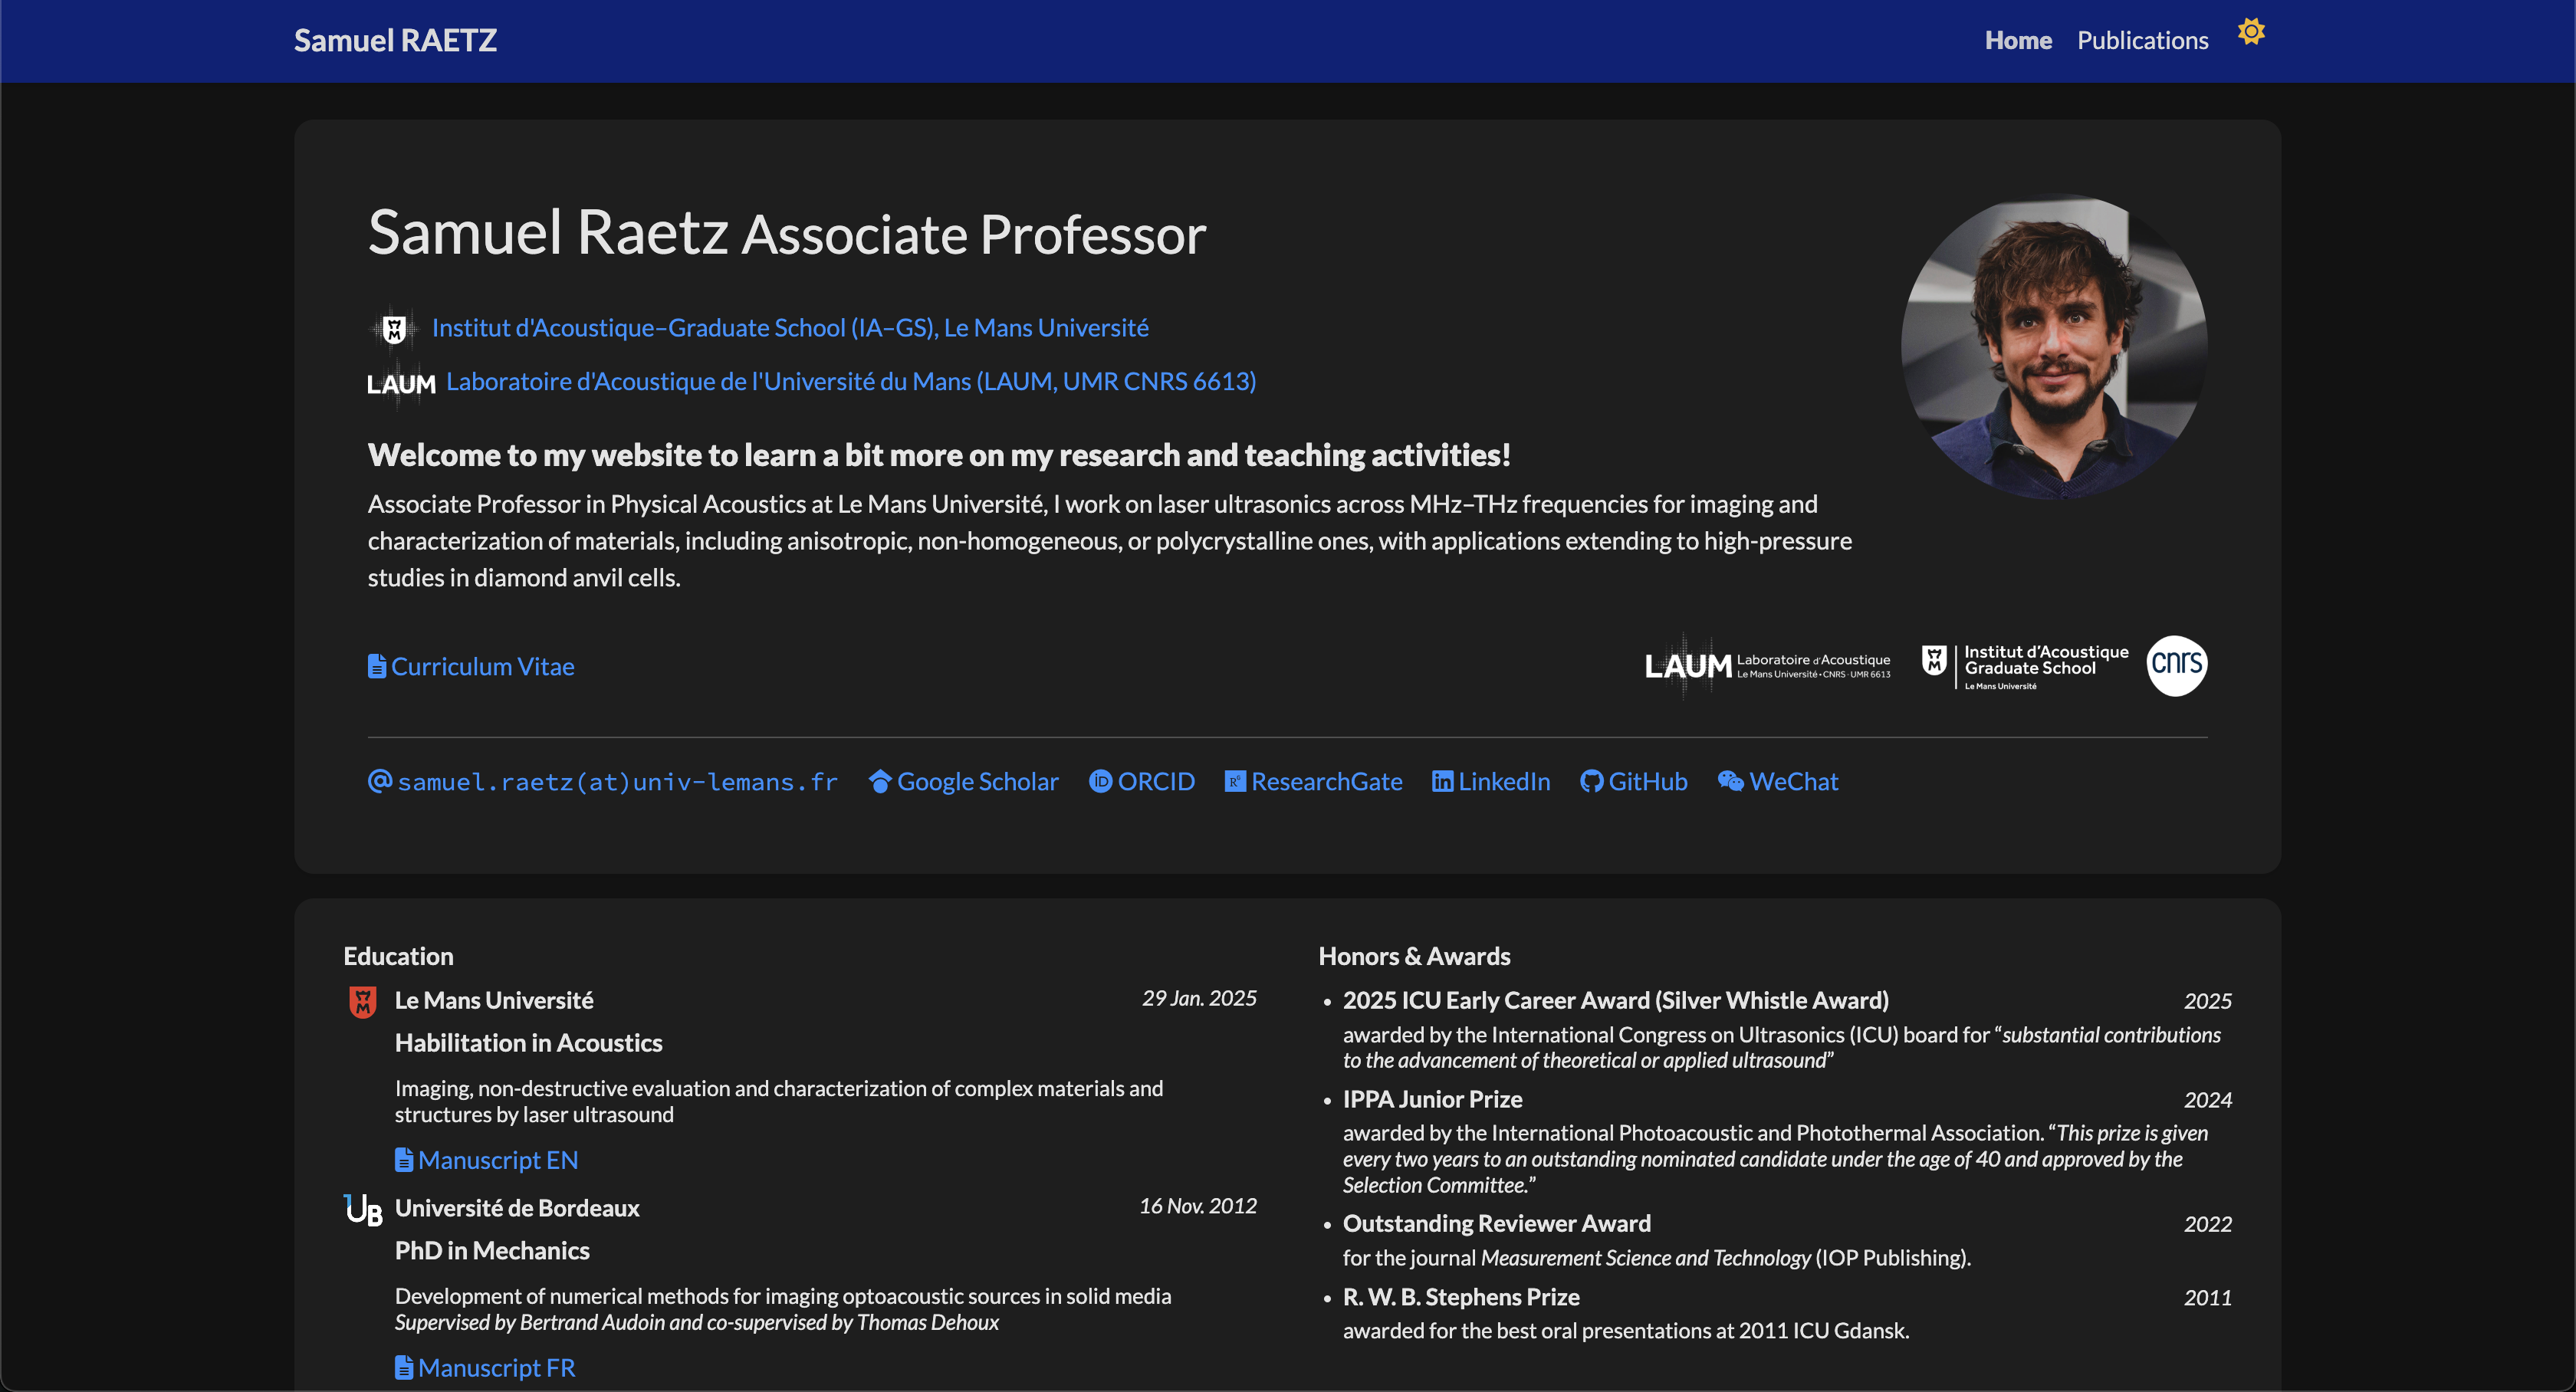 Samuel RAETZ
Home Publications
Samuel Raetz Associate Professor
Institut d'Acoustique–Graduate School (IA–GS), Le Mans Université
LAUM Laboratoire d'Acoustique de l'Université du Mans (LAUM, UMR CNRS 6613)
Welcome to my website to learn a bit more on my research and teaching activities!
Associate Professor in Physical Acoustics at Le Mans Université, I work on laser ultrasonics across MHz–THz frequencies for imaging and
characterization of materials, including anisotropic, non-homogeneous, or polycrystalline ones, with applications extending to high-pressure
studies in diamond anvil cells.
Curriculum Vitae
LAUM Laboratoire d'Acoustique
Le Mans Université • CNRS · UMR 6613
Institut d'Acoustique
Graduate School
Le Mans Université
cnrs
samuel.raetz(at)univ-lemans.fr Google Scholar iD ORCID RG ResearchGate in LinkedIn GitHub WeChat
Education
Le Mans Université 29 Jan. 2025
Habilitation in Acoustics
Imaging, non-destructive evaluation and characterization of complex materials and
structures by laser ultrasound
Manuscript EN
UB Université de Bordeaux 16 Nov. 2012
PhD in Mechanics
Development of numerical methods for imaging optoacoustic sources in solid media
Supervised by Bertrand Audoin and co-supervised by Thomas Dehoux
Manuscript FR
Honors & Awards
• 2025 ICU Early Career Award (Silver Whistle Award) 2025
awarded by the International Congress on Ultrasonics (ICU) board for “substantial contributions
to the advancement of theoretical or applied ultrasound”
• IPPA Junior Prize 2024
awarded by the International Photoacoustic and Photothermal Association. “This prize is given
every two years to an outstanding nominated candidate under the age of 40 and approved by the
Selection Committee.”
• Outstanding Reviewer Award 2022
for the journal Measurement Science and Technology (IOP Publishing).
• R. W. B. Stephens Prize 2011
awarded for the best oral presentations at 2011 ICU Gdansk.